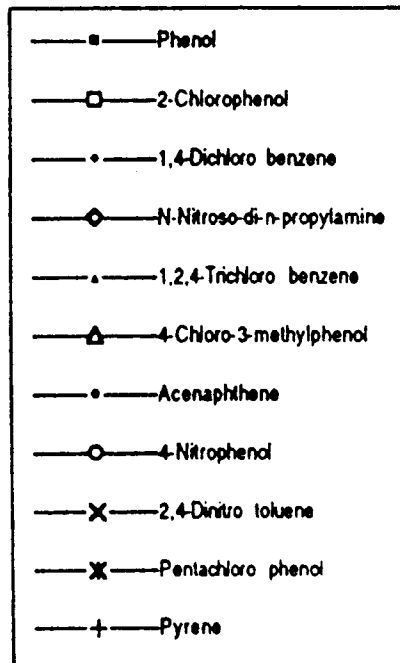 Phenol
2-Chlorophenol
1,4-Dichloro benzene
N-Nitroso-di-n-propylamine
1,2,4-Trichloro benzene
4-Chloro-3-methylphenol
Acenaphthene
4-Nitrophenol
2,4-Dinitro toluene
Pentachloro phenol
Pyrene